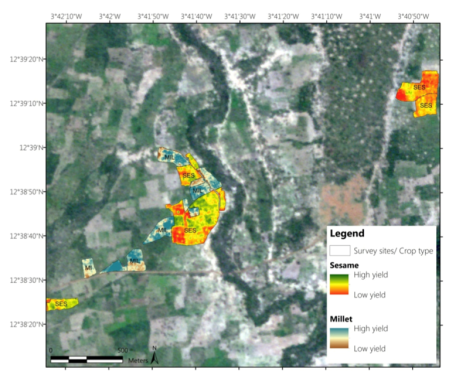 3°42'10"W 3°42'W 3°41'50"W 3°41'40"W 3°41'30"W 3°41'20"W 3°41'10"W 3°41'W 3°40'50"W
12°39'20"N
12°39'10"N
12°39'N
12°38'50"N
12°38'40"N
12°38'30"N
12°38'20"N
SES
SES
SES
SES
SES
Legend
Survey sites/ Crop type
Sesame
High yield
Low yield
Millet
High yield
Low yield
0
Meters
N